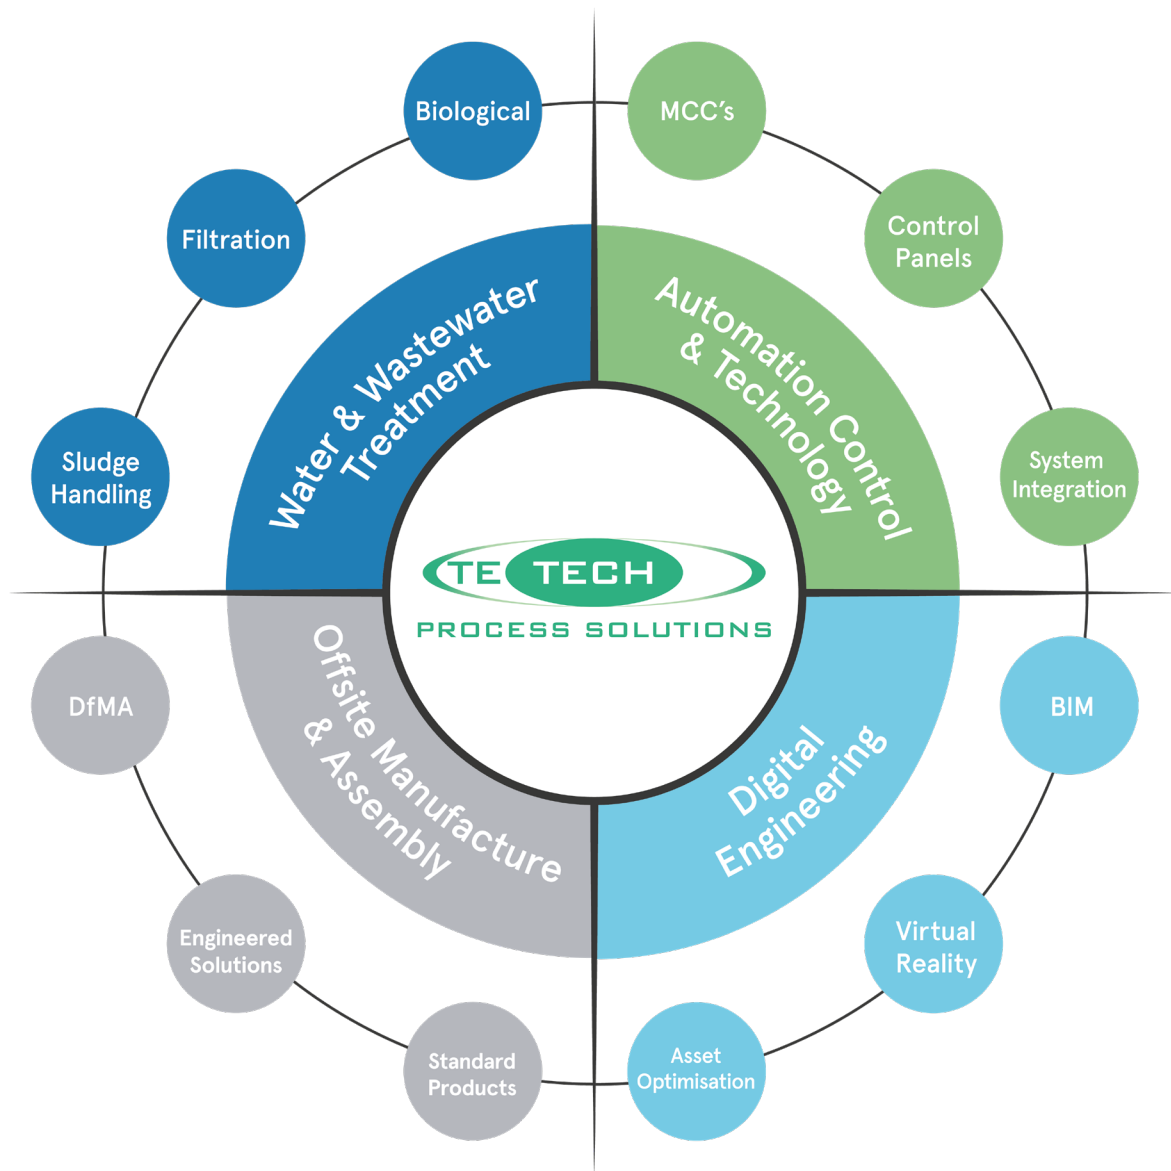 Biological
MCC's
Filtration
Control
Panels
Water & Wastewater
Treatment
Automation Control
& Technology
Sludge
Handling
System
Integration
TE TECH
PROCESS SOLUTIONS
DfMA
BIM
Offsite Manufacture
& Assembly
Digital
Engineering
Engineered
Solutions
Virtual
Reality
Standard
Products
Asset
Optimisation